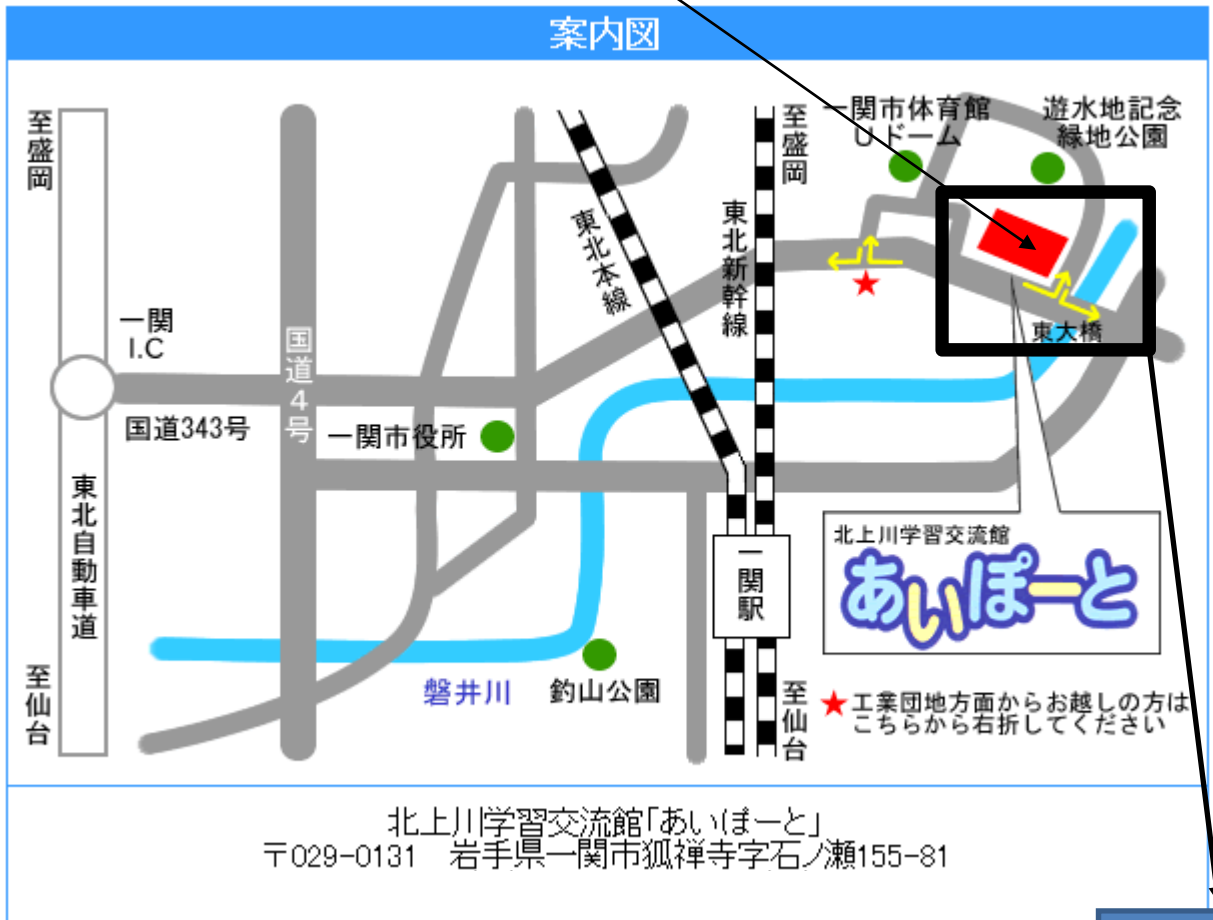 案内図
至盛岡
至盛岡
一関市体育館
Uドーム
遊水地記念
緑地公園
東北本線
東北新幹線
一関
I.C
国道4号
東大橋
国道343号
一関市役所
東北自動車道
北上川学習交流館
あいぽーと
一関駅
至仙台
磐井川
釣山公園
至仙台
★工業団地方面からお越しの方は
こちらから右折してください
北上川学習交流館「あいぽーと」
〒029-0131 岩手県一関市狐禅寺字石ノ瀬155-81